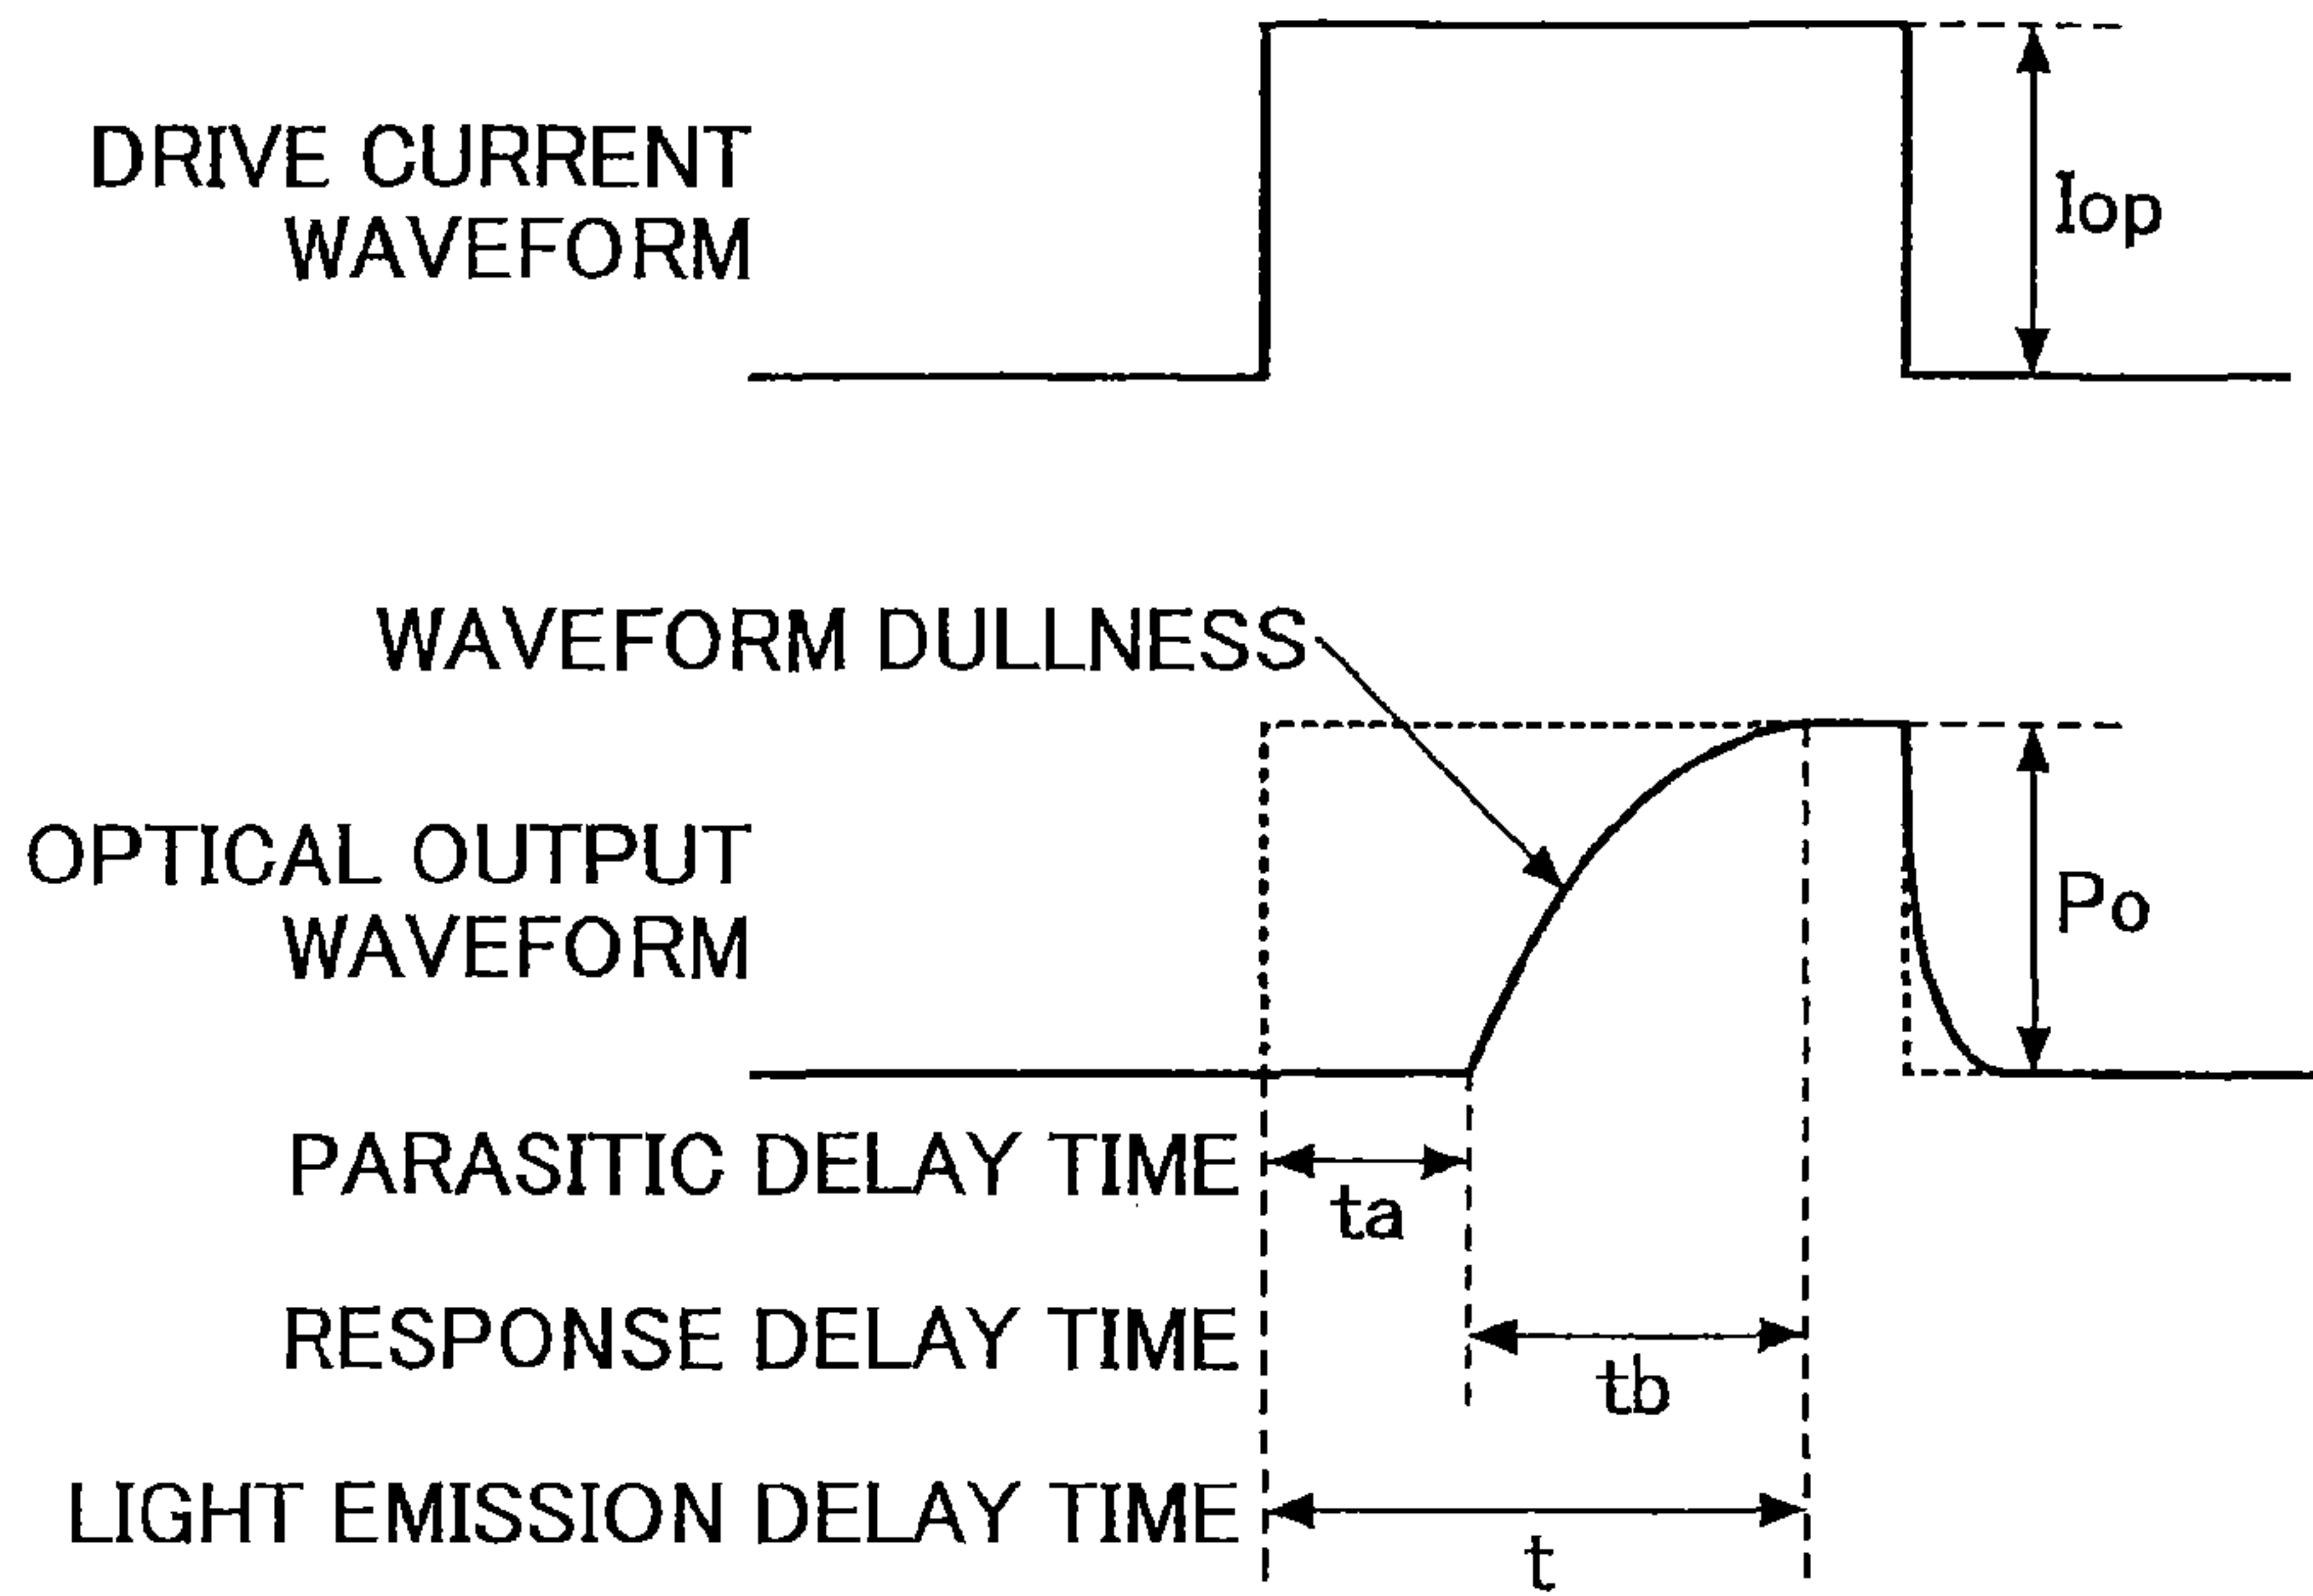 DRIVE CURRENT
WAVEFORM
Iop
WAVEFORM DULLNESS
OPTICAL OUTPUT
WAVEFORM
Po
PARASITIC DELAY TIME
ta
RESPONSE DELAY TIME
tb
LIGHT EMISSION DELAY TIME
t